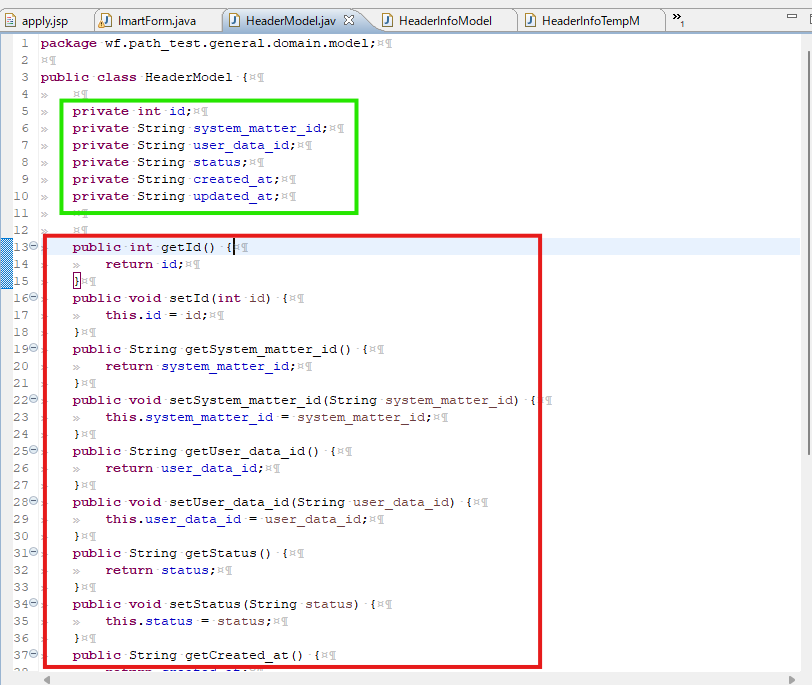 apply.jsp ImartForm.java HeaderModel.jav HeaderInfoModel HeaderInfoTempM »1
1 package wf.path_test.general.domain.model;
2
3 public class HeaderModel {
4
5 private int id;
6 private String system_matter_id;
7 private String user_data_id;
8 private String status;
9 private String created_at;
10 private String updated_at;
11
12
13 public int getId() {
14 return id;
15 }
16 public void setId(int id) {
17 this.id = id;
18 }
19 public String getSystem_matter_id() {
20 return system_matter_id;
21 }
22 public void setSystem_matter_id(String system_matter_id) {
23 this.system_matter_id = system_matter_id;
24 }
25 public String getUser_data_id() {
26 return user_data_id;
27 }
28 public void setUser_data_id(String user_data_id) {
29 this.user_data_id = user_data_id;
30 }
31 public String getStatus() {
32 return status;
33 }
34 public void setStatus(String status) {
35 this.status = status;
36 }
37 public String getCreated_at() {